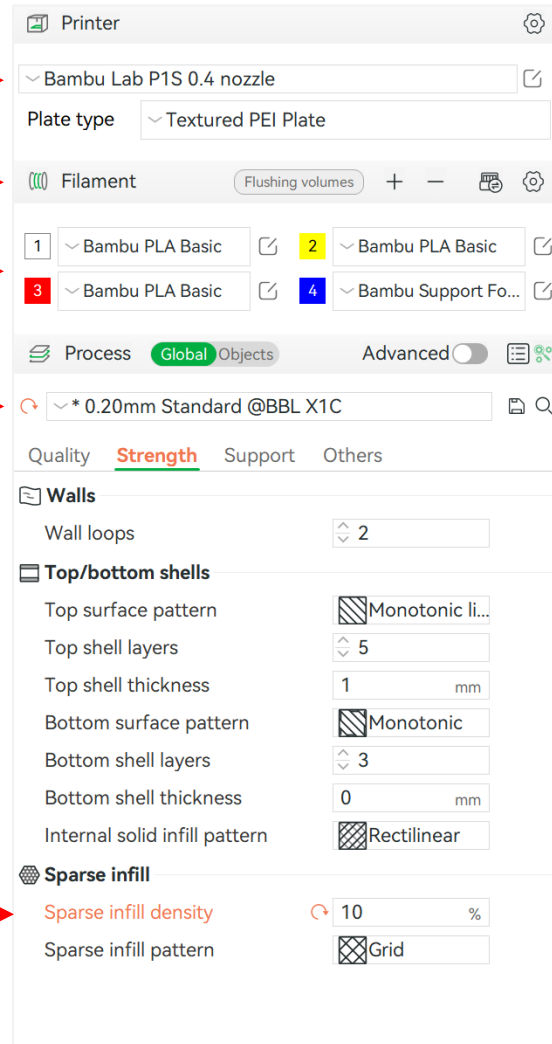 Printer
Bambu Lab P1S 0.4 nozzle
Plate type Textured PEI Plate
Filament Flushing volumes
1 Bambu PLA Basic 2 Bambu PLA Basic
3 Bambu PLA Basic 4 Bambu Support Fo...
Process Global Objects Advanced
* 0.20mm Standard @BBL X1C
Quality Strength Support Others
Walls
Wall loops 2
Top/bottom shells
Top surface pattern Monotonic li...
Top shell layers 5
Top shell thickness 1 mm
Bottom surface pattern Monotonic
Bottom shell layers 3
Bottom shell thickness 0 mm
Internal solid infill pattern Rectilinear
Sparse infill
Sparse infill density 10 %
Sparse infill pattern Grid